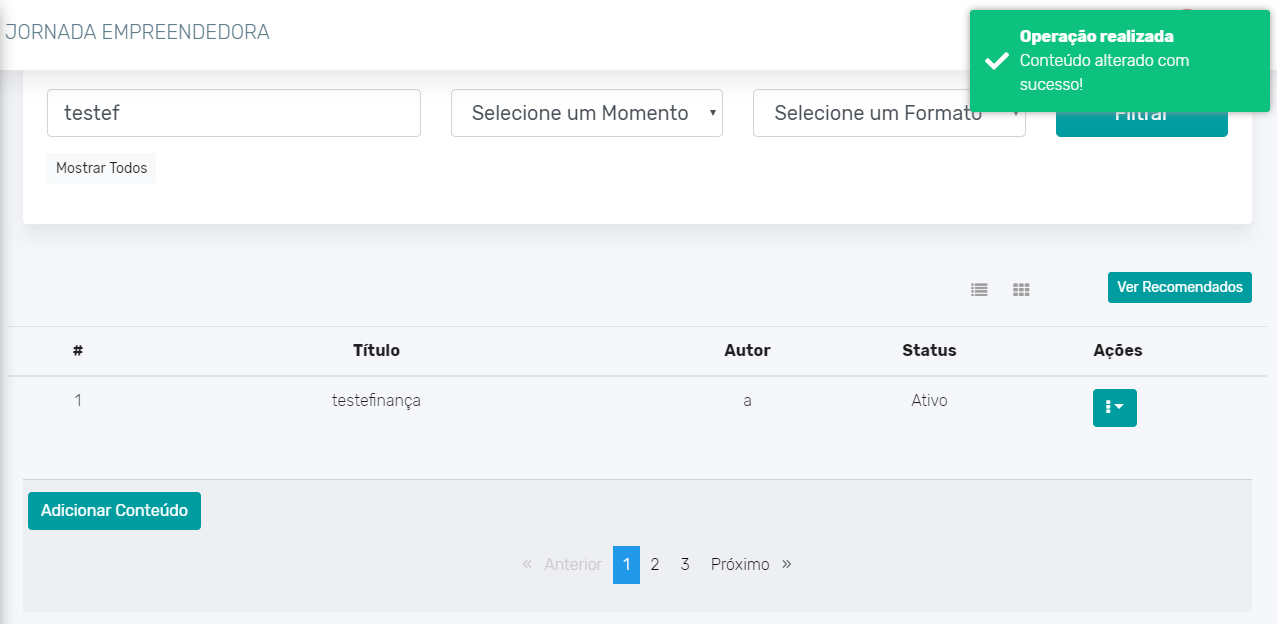 JORNADA EMPREENDEDORA
Operação realizada
Conteúdo alterado com
sucesso!
testef
Selecione um Momento
Selecione um Formato
Filtrar
Mostrar Todos
Ver Recomendados
# Título Autor Status Ações
1 testefinança a Ativo
Adicionar Conteúdo
« Anterior 1 2 3 Próximo »